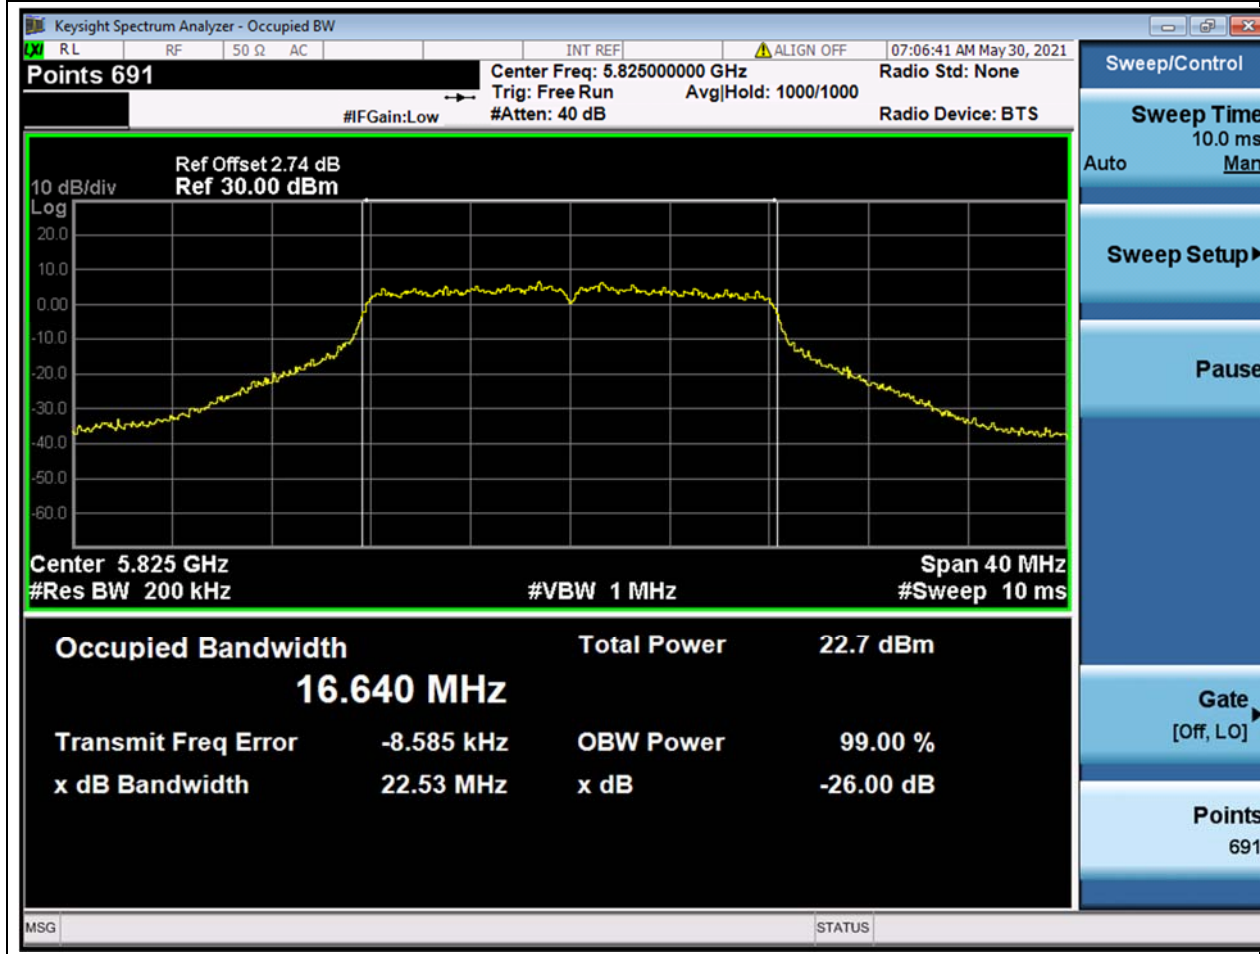 Keysight Spectrum Analyzer - Occupied BW
LXI RL RF 50 Ω AC INT REF ALIGN OFF 07:06:41 AM May 30, 2021
Points 691
Center Freq: 5.825000000 GHz Radio Std: None
Trig: Free Run Avg|Hold: 1000/1000
#IFGain:Low #Atten: 40 dB Radio Device: BTS
Ref Offset 2.74 dB
10 dB/div Ref 30.00 dBm
Log
20.0
10.0
0.00
-10.0
-20.0
-30.0
-40.0
-50.0
-60.0
Center 5.825 GHz Span 40 MHz
#Res BW 200 kHz #VBW 1 MHz #Sweep 10 ms
Occupied Bandwidth Total Power 22.7 dBm
16.640 MHz
Transmit Freq Error -8.585 kHz OBW Power 99.00 %
x dB Bandwidth 22.53 MHz x dB -26.00 dB
MSG STATUS
Sweep/Control
Sweep Time
10.0 ms
Auto Man
Sweep Setup
Pause
Gate
[Off, LO]
Points
691